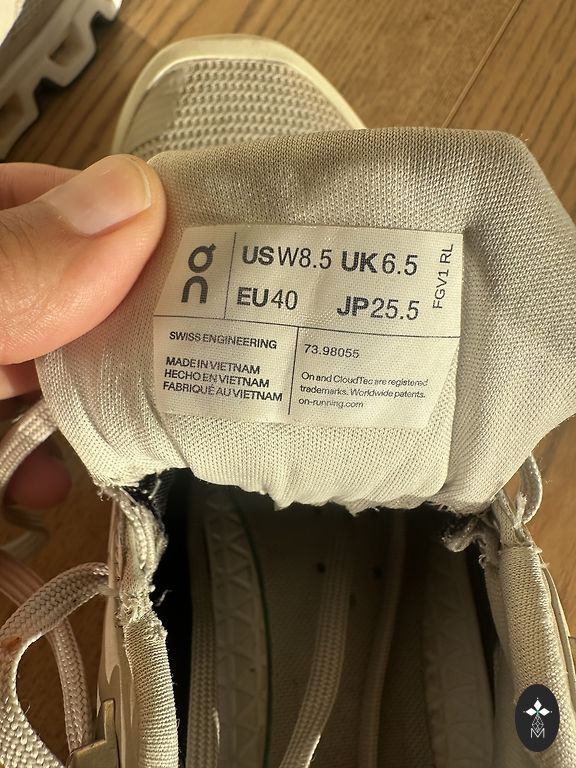 On
US W8.5 UK 6.5
EU 40 JP 25.5
FGV1 RL
SWISS ENGINEERING
MADE IN VIETNAM
HECHO EN VIETNAM
FABRIQUÉ AU VIETNAM
73.98055
On and CloudTec are registered
trademarks. Worldwide patents.
on-running.com
M